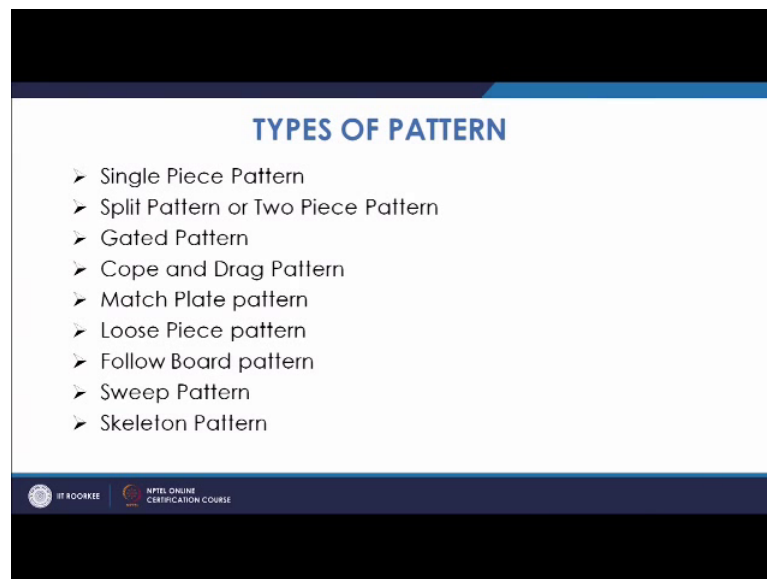 TYPES OF PATTERN
➢ Single Piece Pattern
➢ Split Pattern or Two Piece Pattern
➢ Gated Pattern
➢ Cope and Drag Pattern
➢ Match Plate pattern
➢ Loose Piece pattern
➢ Follow Board pattern
➢ Sweep Pattern
➢ Skeleton Pattern
IIT ROORKEE
NPTEL ONLINE
CERTIFICATION COURSE